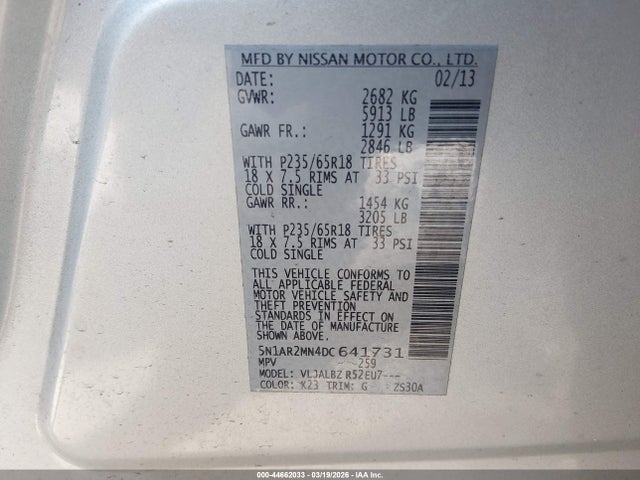 MFD BY NISSAN MOTOR CO., LTD.
DATE: 02/13
GVWR: 2682 KG
5913 LB
GAWR FR.: 1291 KG
2846 LB
WITH P235/65R18 TIRES
18 X 7.5 RIMS AT 33 PSI
COLD SINGLE
GAWR RR.: 1454 KG
3205 LB
WITH P235/65R18 TIRES
18 X 7.5 RIMS AT 33 PSI
COLD SINGLE
THIS VEHICLE CONFORMS TO
ALL APPLICABLE FEDERAL
MOTOR VEHICLE SAFETY AND
THEFT PREVENTION
STANDARDS IN EFFECT ON THE
DATE OF MANUFACTURE
SHOWN ABOVE.
5N1AR2MN4DC641731
MPV 259
MODEL: VLJALBZ R52EU7---
COLOR: K23 TRIM: G ZS30A
000-44662033 - 03/19/2026 - IAA Inc.